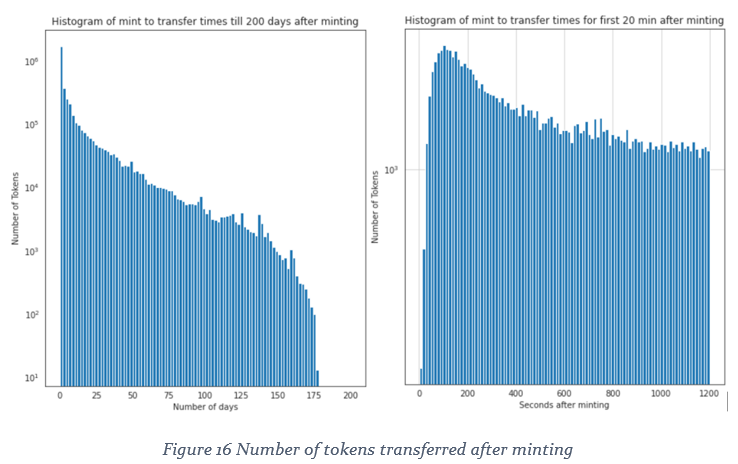 Histogram of mint to transfer times till 200 days after minting
Number of Tokens
10⁶
10⁵
10⁴
10³
10²
10¹
0 25 50 75 100 125 150 175 200
Number of days
Histogram of mint to transfer times for first 20 min after minting
Number of Tokens
10³
0 200 400 600 800 1000 1200
Seconds after minting
Figure 16 Number of tokens transferred after minting